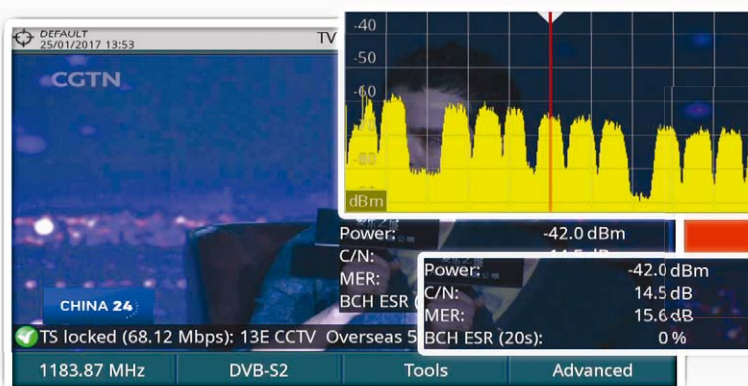 DEFAULT
25/01/2017 13:53
TV
CGTN
CHINA 24
-40
-50
-60
-80
dBm
Power: -42.0 dBm
C/N:
MER:
BCH ESR (
Power: -42.0 dBm
C/N: 14.5 dB
MER: 15.6 dB
BCH ESR (20s): 0 %
TS locked (68.12 Mbps): 13E CCTV Overseas 5
1183.87 MHz
DVB-S2
Tools
Advanced